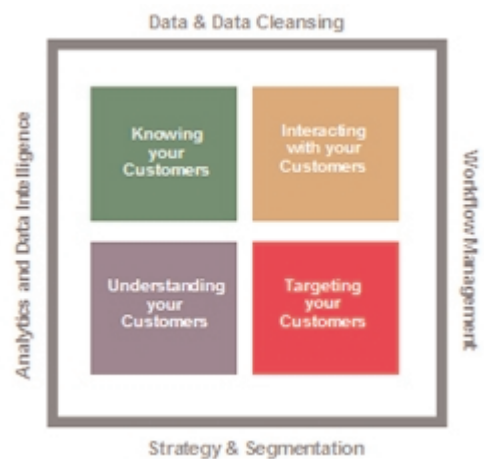 Data & Data Cleansing
Analytics and Data Intelligence
Knowing
your
Customers
Interacting
with your
Customers
Workflow Management
Understanding
your
Customers
Targeting
your
Customers
Strategy & Segmentation